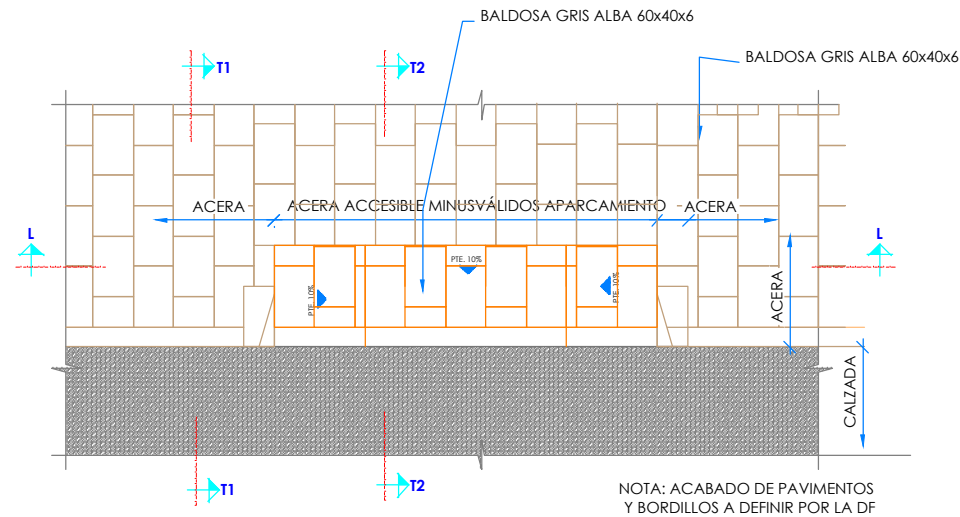 BALDOSA GRIS ALBA 60x40x6
BALDOSA GRIS ALBA 60x40x6
T1
T2
ACERA
ACERA ACCESIBLE MINUSVÁLIDOS APARCAMIENTO
ACERA
L
L
PTE. 10%
PTE. 10%
PTE. 10%
ACERA
CALZADA
T1
T2
NOTA: ACABADO DE PAVIMENTOS
Y BORDILLOS A DEFINIR POR LA DF